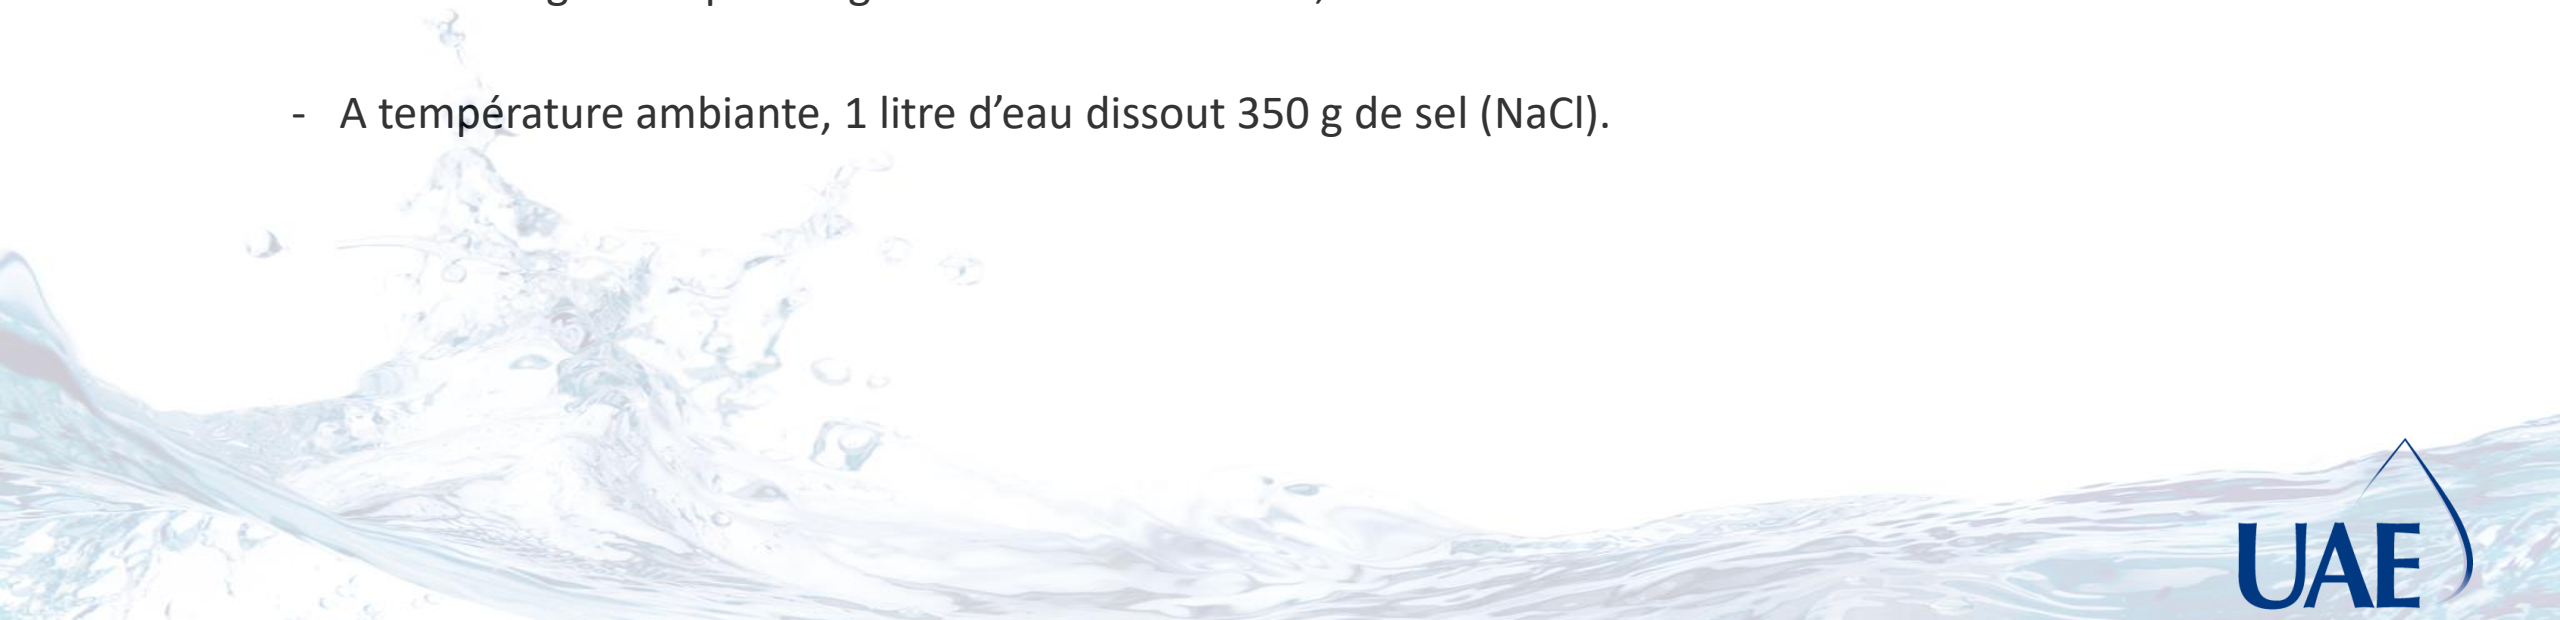 - A température ambiante, 1 litre d’eau dissout 350 g de sel (NaCl).
UAE